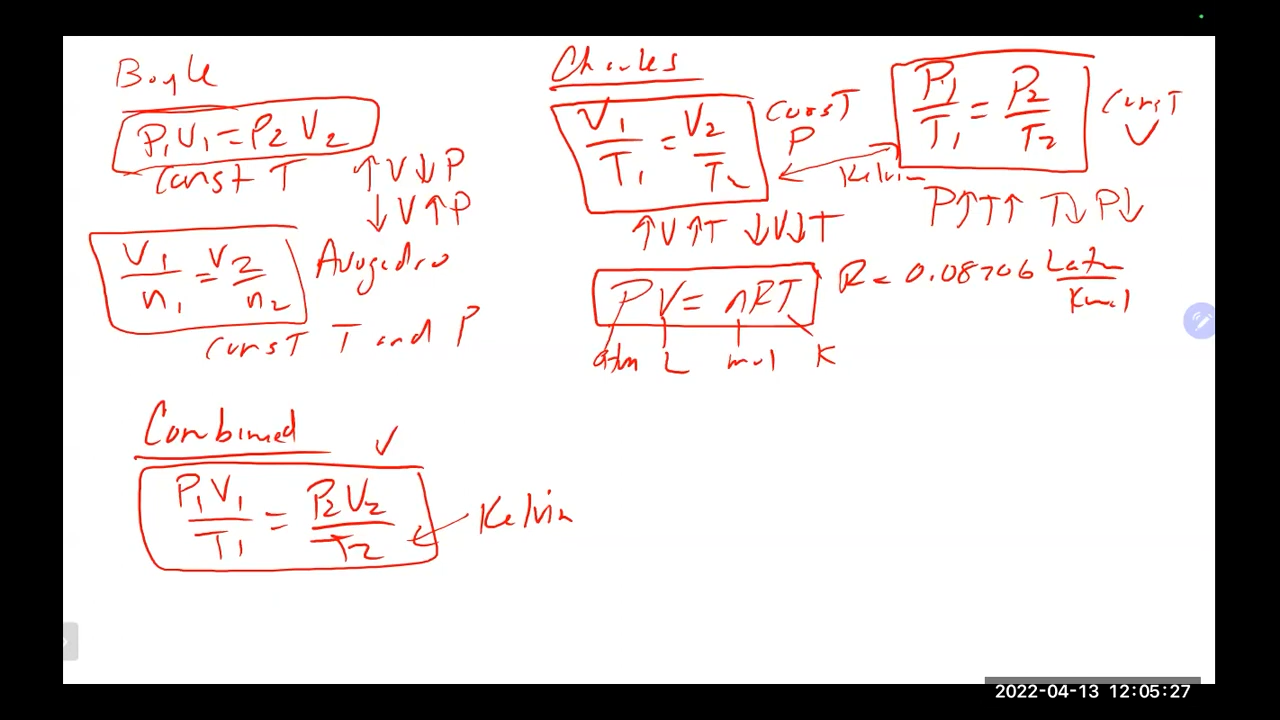 Boyle
P₁V₁ = P₂V₂
const T
↑V↓P
↓V↑P
V₁/n₁ = V₂/n₂
Avogadro
const T and P
Charles
V₁/T₁ = V₂/T₂
const
P
Kelvin
↑V↑T ↓V↓T
P₁/T₁ = P₂/T₂
const
V
P↑T↑ T↓P↓
PV = nRT
atm L mol K
R = 0.08206 L atm/K mol
Combined ✓
P₁V₁/T₁ = P₂V₂/T₂
Kelvin
2022-04-13 12:05:27